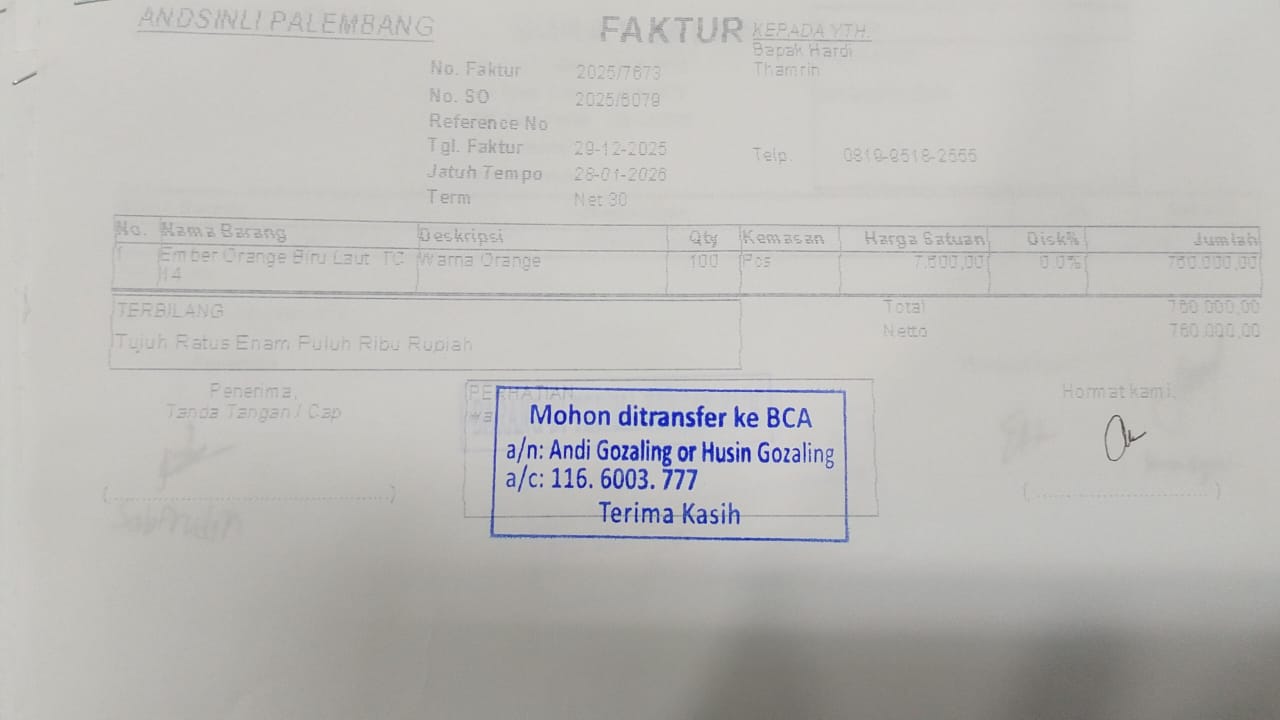 ANDSINLI PALEMBANG
FAKTUR
KEPADA YTH.
Bapak Hardi
Thamrin
No. Faktur 2025/7673
No. SO 2025/6079
Reference No
Tgl. Faktur 29-12-2025
Jatuh Tempo 28-01-2026
Term Net 30
Telp. 0819-9518-2555
No. Nama Barang Deskripsi Qty Kemasan Harga Satuan Disk% Jumlah
1 Ember Orange Biru Laut TC Warna Orange 100 Pcs 7.600,00 0.0% 760.000,00
14
TERBILANG
Tujuh Ratus Enam Puluh Ribu Rupiah
Total 760.000,00
Netto 760.000,00
Penerima,
Tanda Tangan / Cap
PERHATIAN
Hormat kami,
Mohon ditransfer ke BCA
a/n: Andi Gozaling or Husin Gozaling
a/c: 116. 6003. 777
Terima Kasih